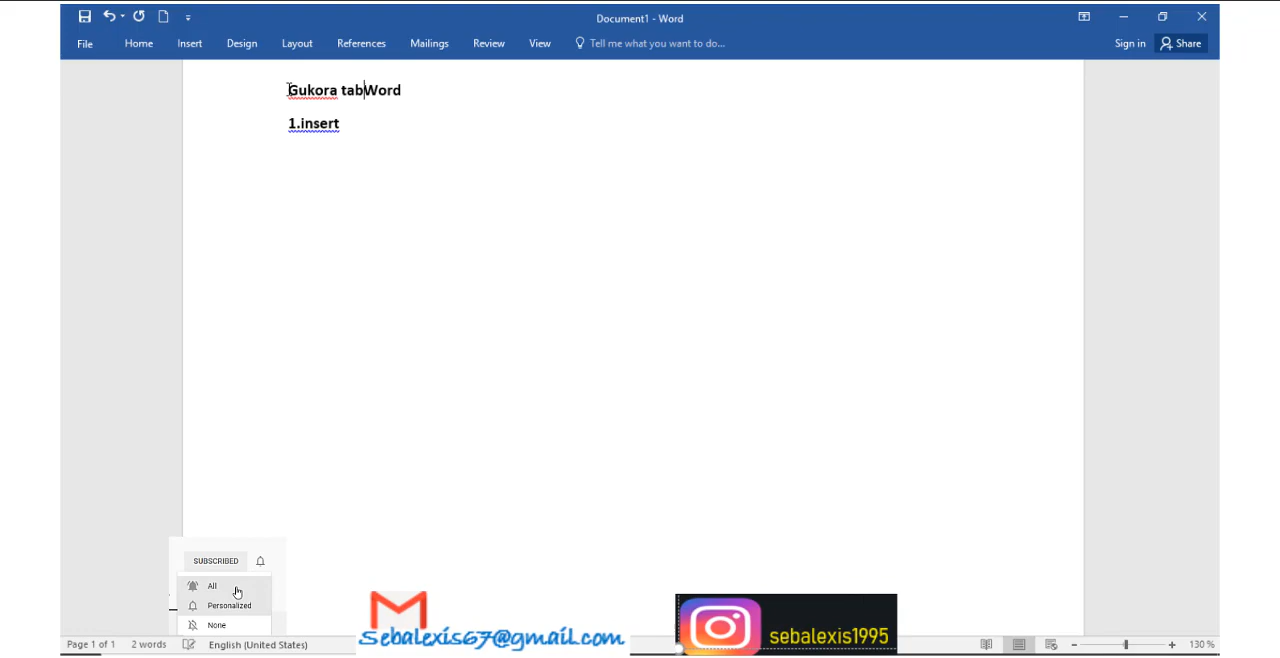 Document1 - Word
File Home Insert Design Layout References Mailings Review View Tell me what you want to do... Sign in Share
Gukora tabWord
1.insert
SUBSCRIBED
All
Personalized
None
Sebalexis67@gmail.com
sebalexis1995
Page 1 of 1 2 words English (United States) 130 %